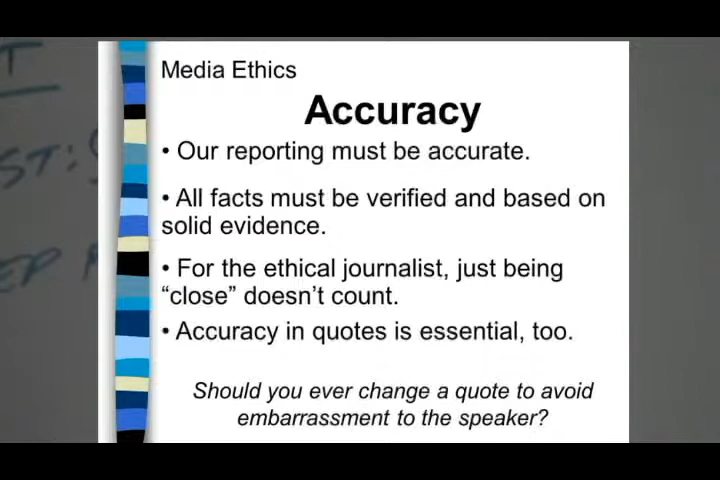 Media Ethics
Accuracy
• Our reporting must be accurate.
• All facts must be verified and based on
solid evidence.
• For the ethical journalist, just being
“close” doesn’t count.
• Accuracy in quotes is essential, too.
Should you ever change a quote to avoid
embarrassment to the speaker?